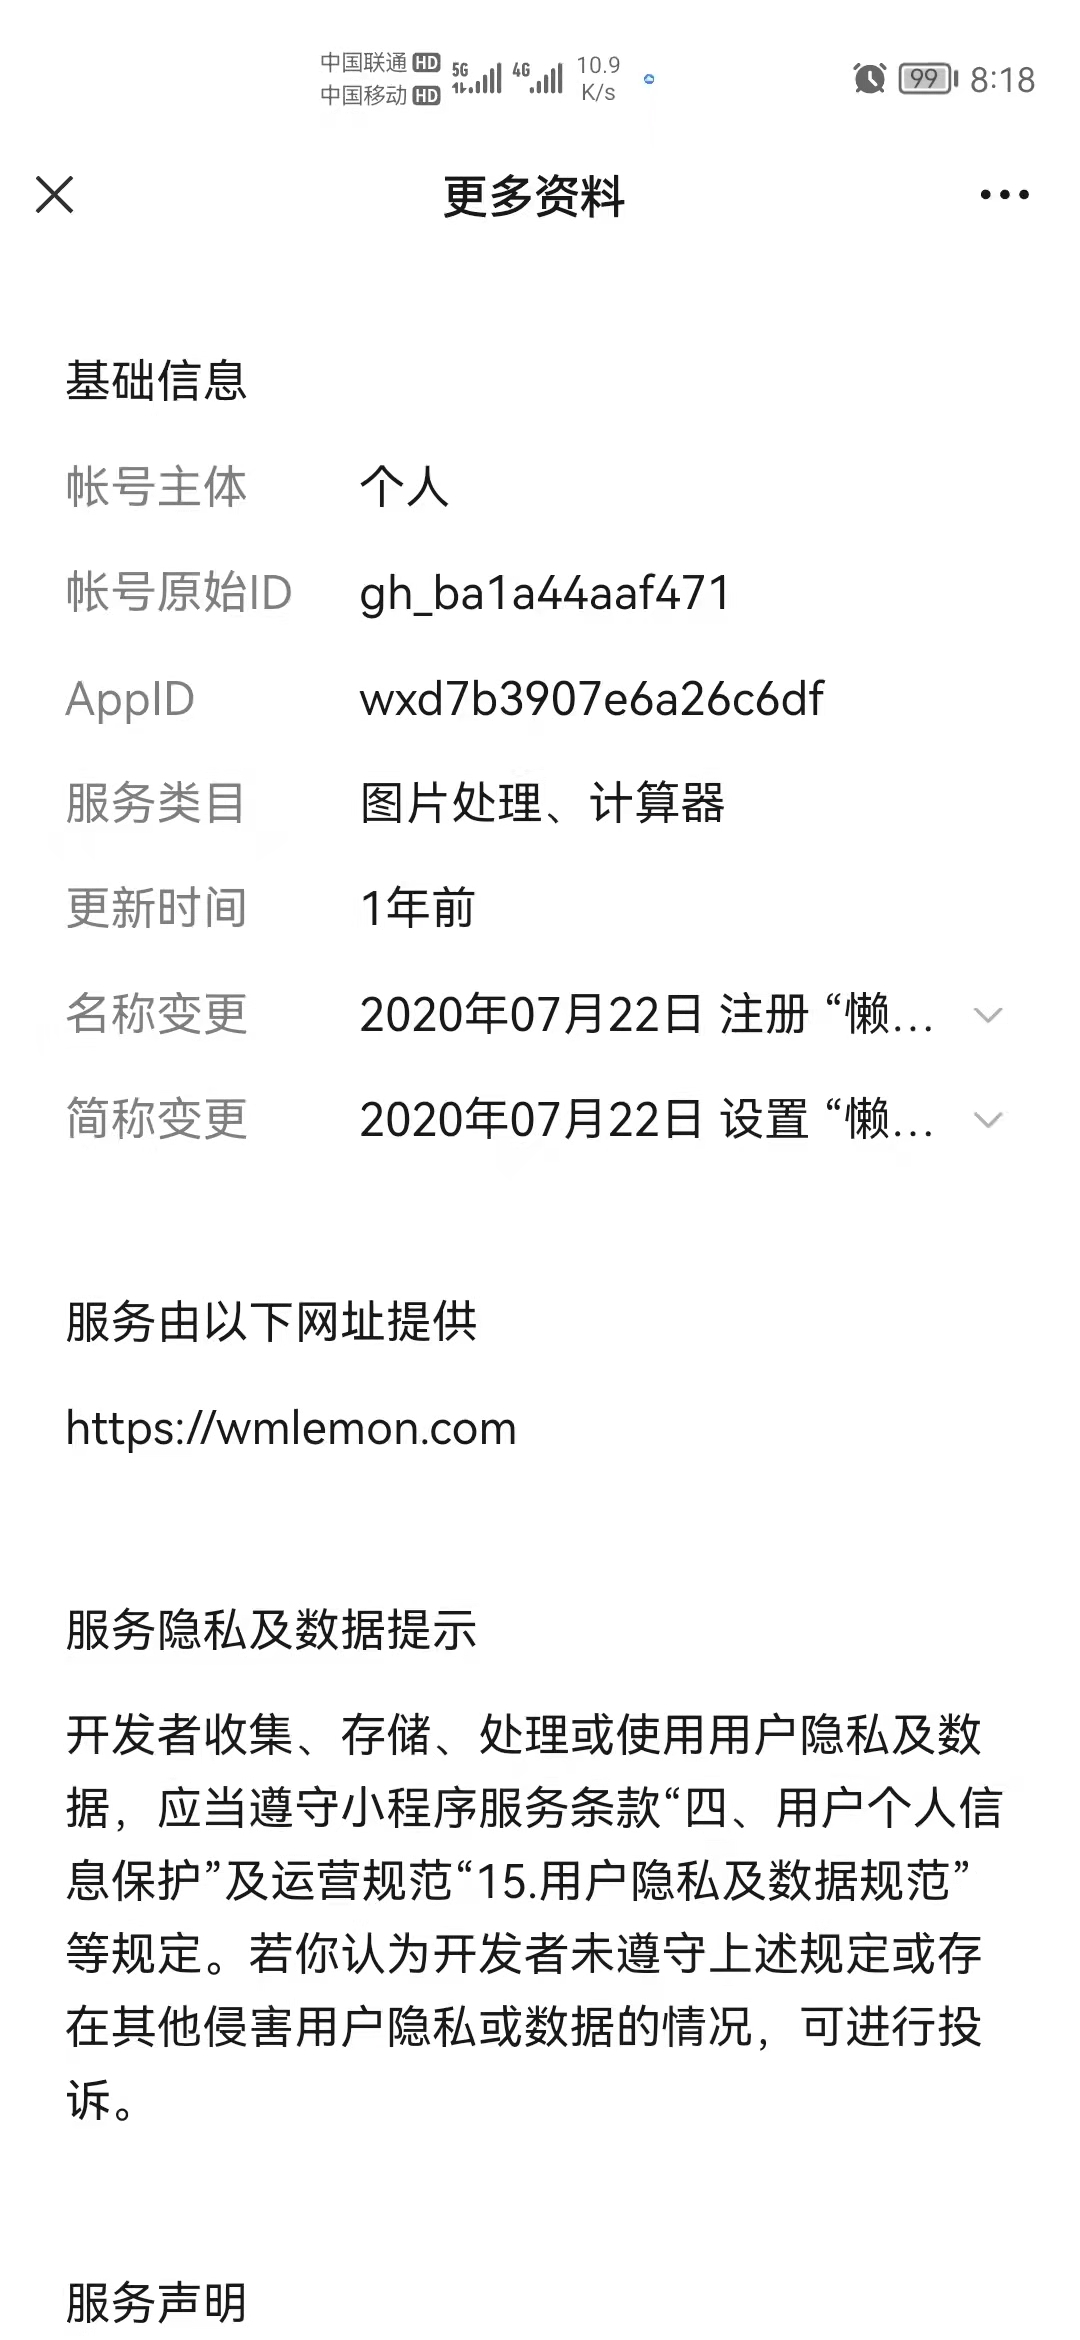 中国联通 HD 5G 4G 10.9 K/s 99 8:18
中国移动 HD
更多资料
基础信息
帐号主体 个人
帐号原始ID gh_ba1a44aaf471
AppID wxd7b3907e6a26c6df
服务类目 图片处理、计算器
更新时间 1年前
名称变更 2020年07月22日 注册 “懒...
简称变更 2020年07月22日 设置 “懒...
服务由以下网址提供
https://wmlemon.com
服务隐私及数据提示
开发者收集、存储、处理或使用用户隐私及数
据，应当遵守小程序服务条款“四、用户个人信
息保护”及运营规范“15.用户隐私及数据规范”
等规定。若你认为开发者未遵守上述规定或存
在其他侵害用户隐私或数据的情况，可进行投
诉。
服务声明